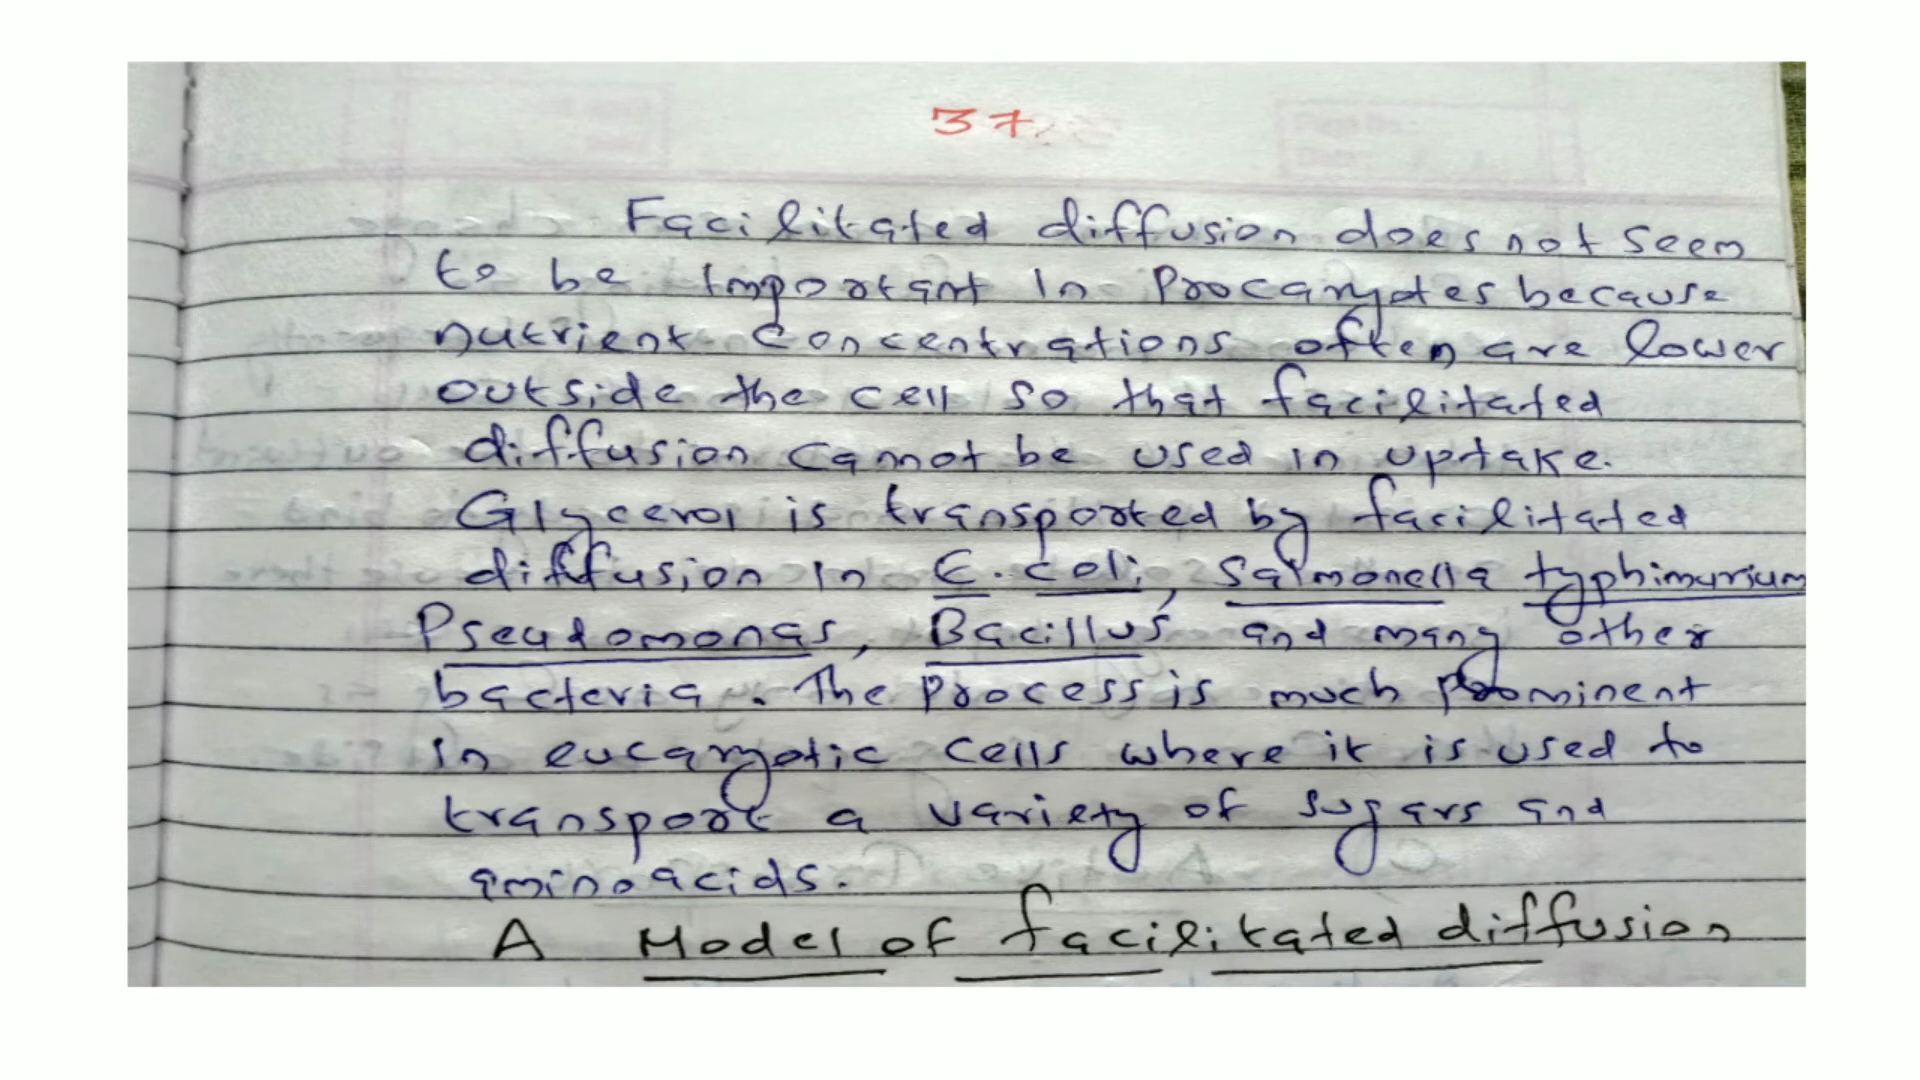 37
Facilitated diffusion does not seem
to be important in Procaryotes because
nutrient concentrations often are lower
outside the cell so that facilitated
diffusion cannot be used in uptake.
Glycerol is transported by facilitated
diffusion in E. coli, Salmonella typhimurium
Pseudomonas, Bacillus and many other
bacteria. The process is much prominent
in eucaryotic cells where it is used to
transport a variety of sugars and
aminoacids.
A Model of facilitated diffusion